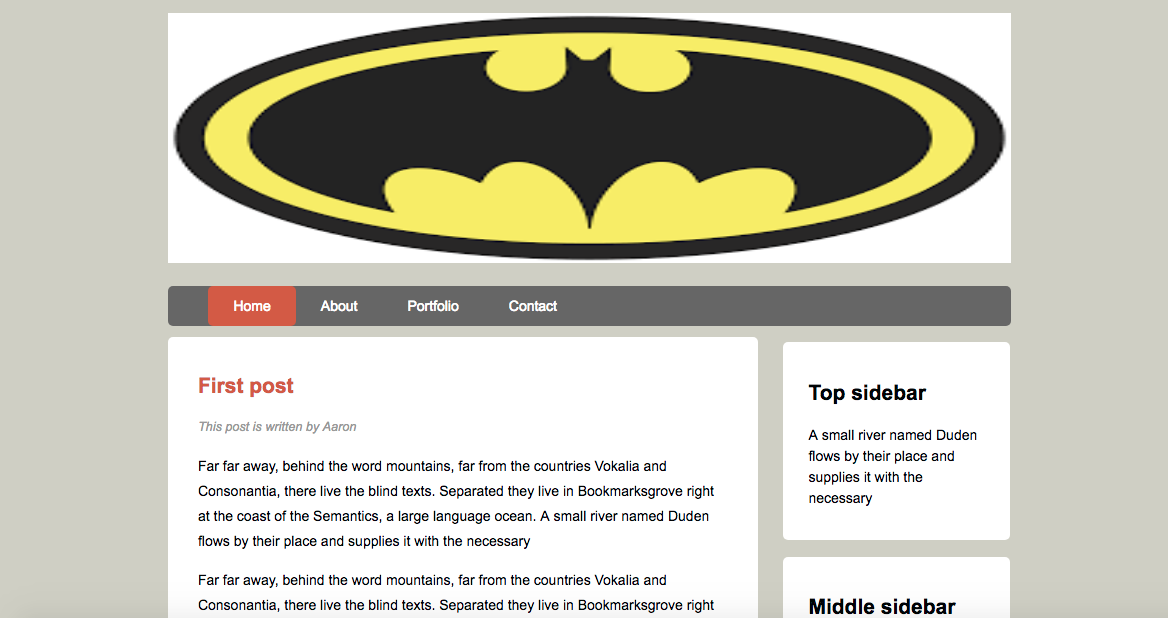 Home About Portfolio Contact
First post
This post is written by Aaron
Far far away, behind the word mountains, far from the countries Vokalia and
Consonantia, there live the blind texts. Separated they live in Bookmarksgrove right
at the coast of the Semantics, a large language ocean. A small river named Duden
flows by their place and supplies it with the necessary
Far far away, behind the word mountains, far from the countries Vokalia and
Consonantia, there live the blind texts. Separated they live in Bookmarksgrove right
Top sidebar
A small river named Duden
flows by their place and
supplies it with the
necessary
Middle sidebar